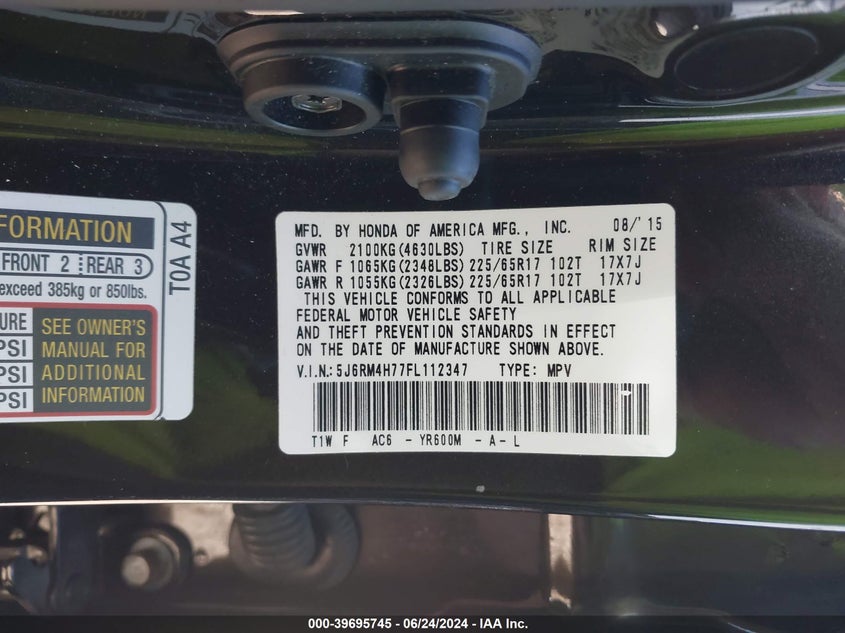 FORMATION
FRONT 2 REAR 3
exceed 385kg or 850lbs.
SEE OWNER'S
MANUAL FOR
ADDITIONAL
INFORMATION
URE
PSI
PSI
PSI
T0A A4
MFD. BY HONDA OF AMERICA MFG., INC. 08/'15
GVWR 2100KG(4630LBS) TIRE SIZE RIM SIZE
GAWR F 1065KG(2348LBS) 225/65R17 102T 17X7J
GAWR R 1055KG(2326LBS) 225/65R17 102T 17X7J
THIS VEHICLE CONFORMS TO ALL APPLICABLE
FEDERAL MOTOR VEHICLE SAFETY
AND THEFT PREVENTION STANDARDS IN EFFECT
ON THE DATE OF MANUFACTURE SHOWN ABOVE.
V.I.N.:5J6RM4H77FL112347 TYPE: MPV
T1W F AC6 - YR600M - A - L
000-39695745 - 06/24/2024 - IAA Inc.